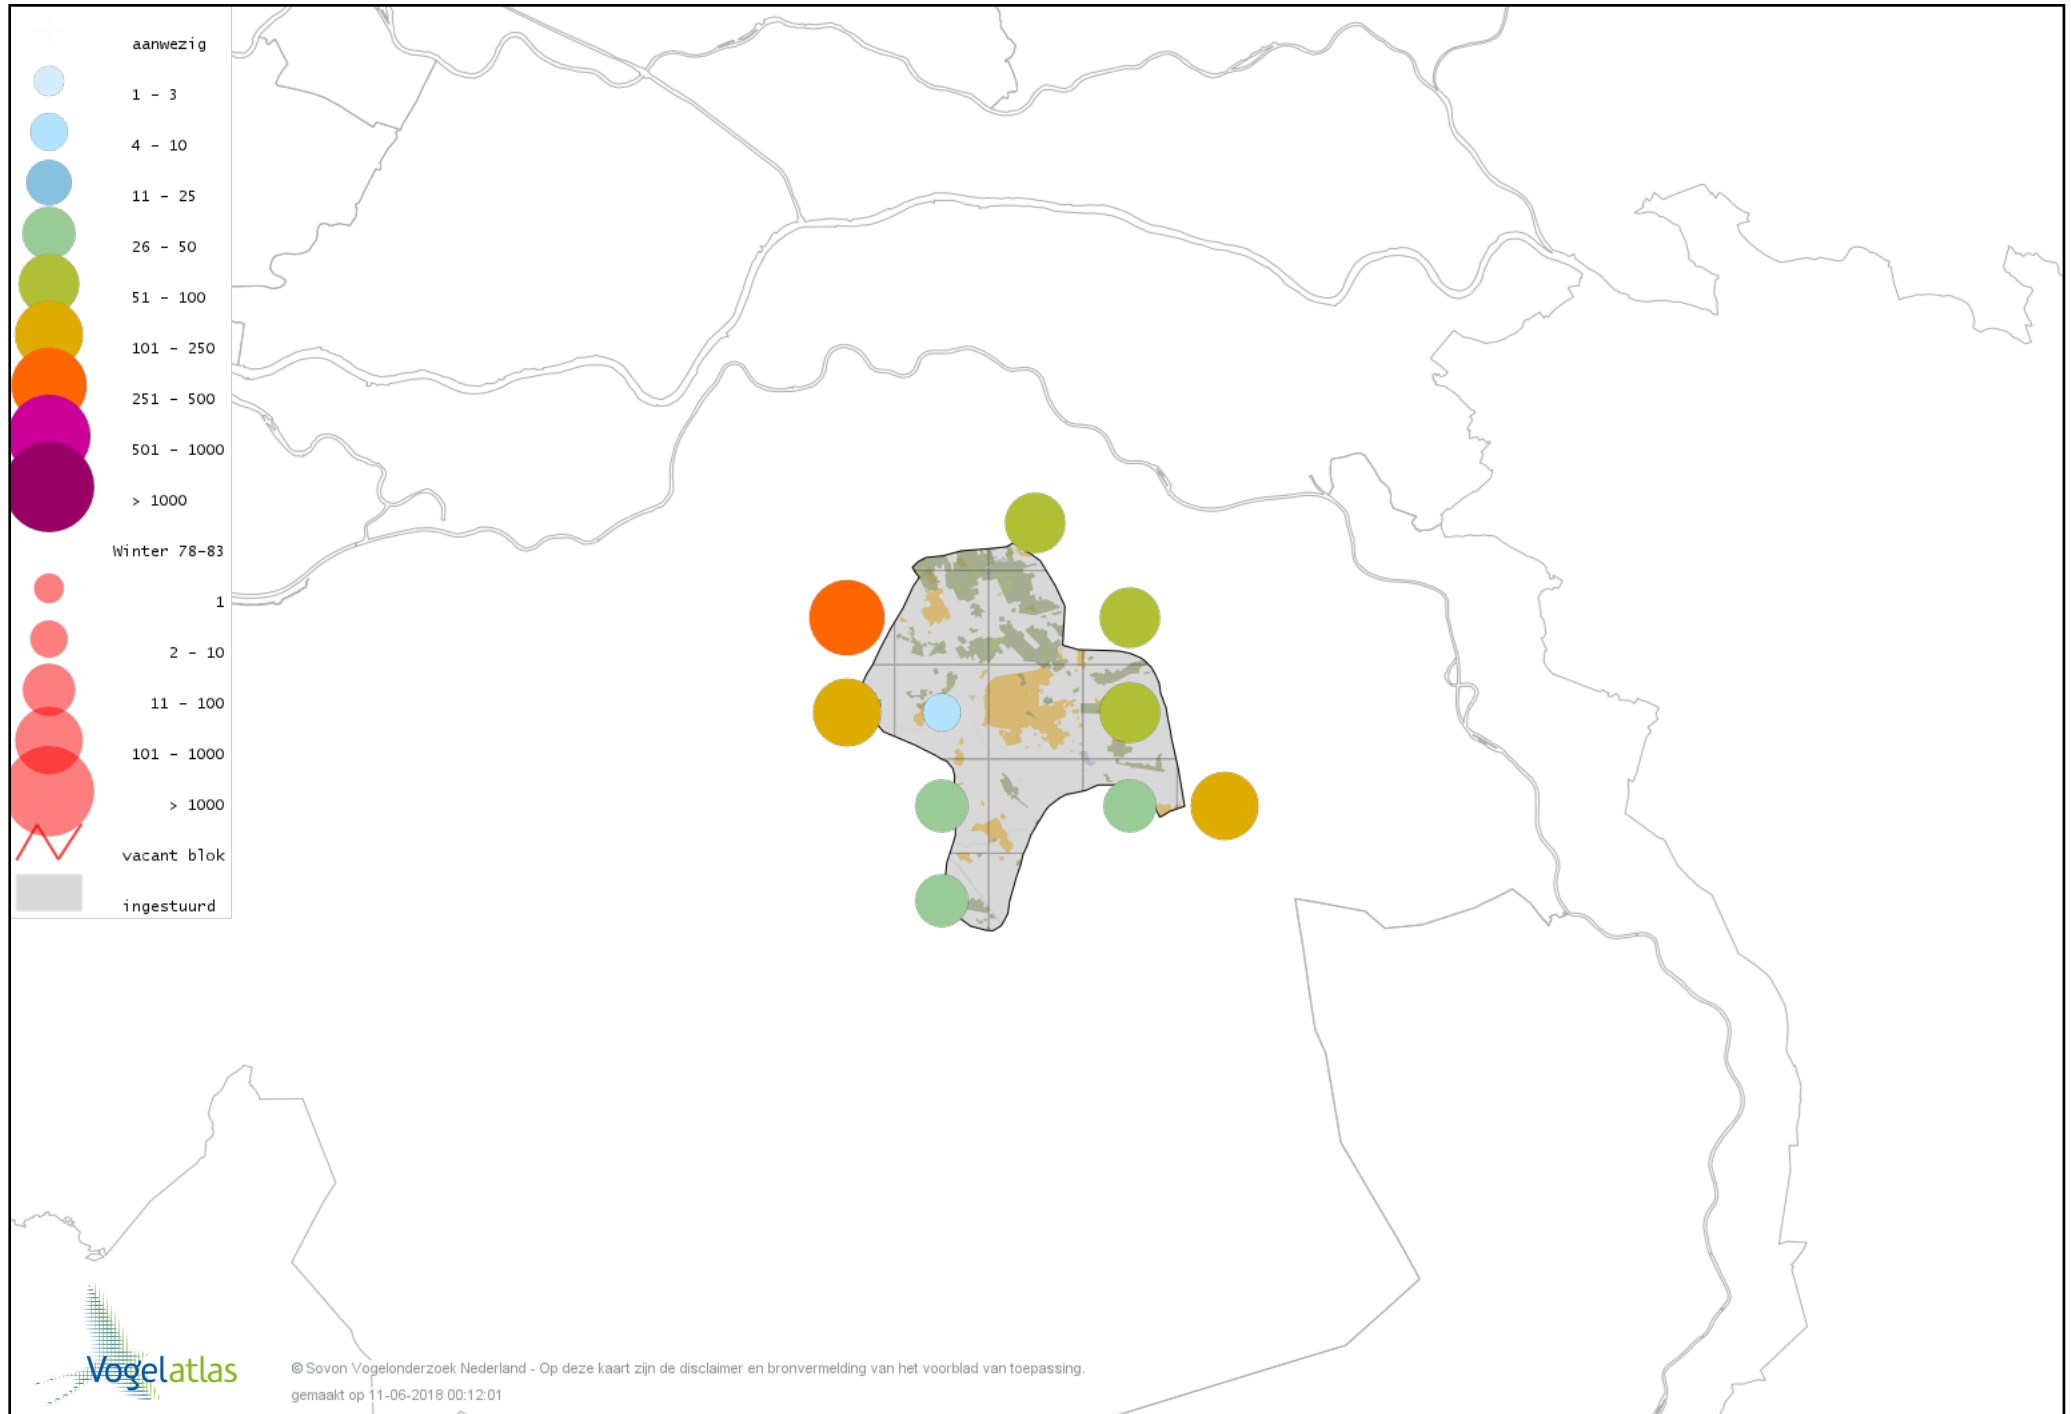 aanwezig
1 - 3
4 - 10
11 - 25
26 - 50
51 - 100
101 - 250
251 - 500
501 - 1000
> 1000
Winter 78-83
1
2 - 10
11 - 100
101 - 1000
> 1000
vacant blok
ingestuurd
Vogelatlas
© Sovon Vogelonderzoek Nederland - Op deze kaart zijn de disclaimer en bronvermelding van het voorblad van toepassing.
gemaakt op 11-06-2018 00:12:01